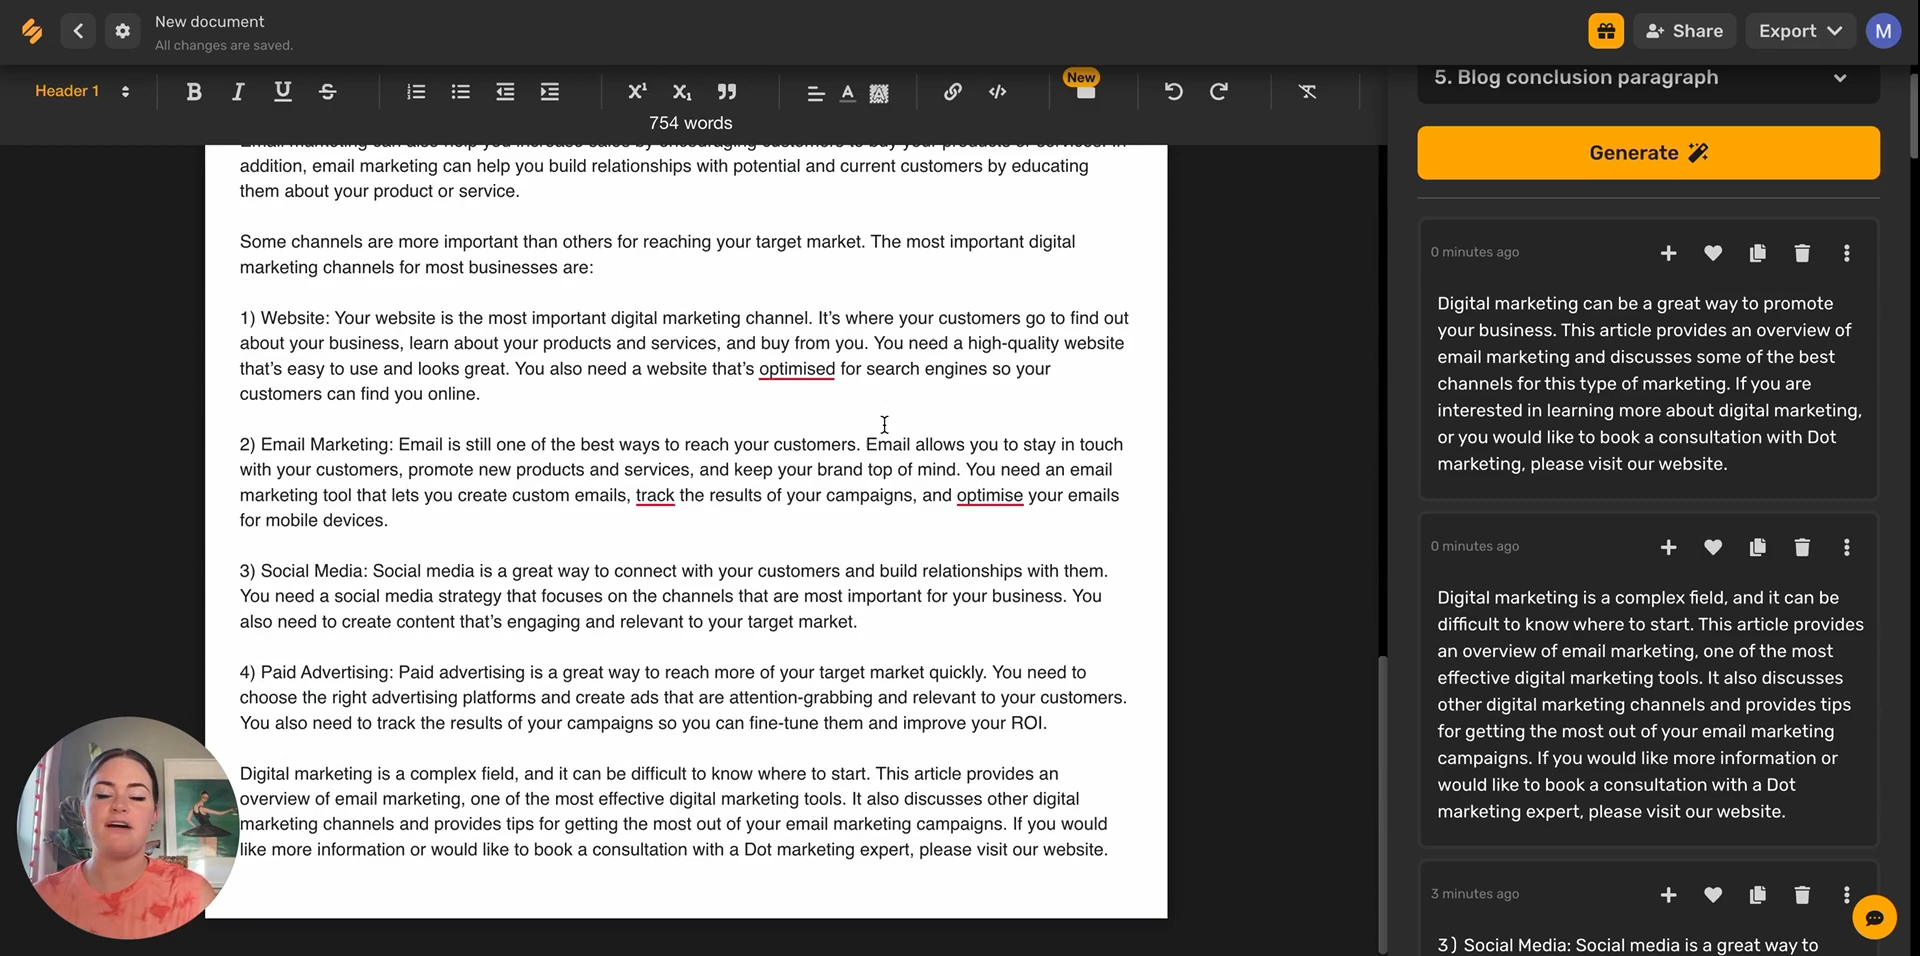 New document
All changes are saved.
Share
Export
M
Header 1
B
I
U
S
X¹
X₁
A
New
754 words
Email marketing can also help you increase sales by encouraging customers to buy your products or services. In
addition, email marketing can help you build relationships with potential and current customers by educating
them about your product or service.
Some channels are more important than others for reaching your target market. The most important digital
marketing channels for most businesses are:
1) Website: Your website is the most important digital marketing channel. It’s where your customers go to find out
about your business, learn about your products and services, and buy from you. You need a high-quality website
that’s easy to use and looks great. You also need a website that’s optimised for search engines so your
customers can find you online.
2) Email Marketing: Email is still one of the best ways to reach your customers. Email allows you to stay in touch
with your customers, promote new products and services, and keep your brand top of mind. You need an email
marketing tool that lets you create custom emails, track the results of your campaigns, and optimise your emails
for mobile devices.
3) Social Media: Social media is a great way to connect with your customers and build relationships with them.
You need a social media strategy that focuses on the channels that are most important for your business. You
also need to create content that’s engaging and relevant to your target market.
4) Paid Advertising: Paid advertising is a great way to reach more of your target market quickly. You need to
choose the right advertising platforms and create ads that are attention-grabbing and relevant to your customers.
You also need to track the results of your campaigns so you can fine-tune them and improve your ROI.
Digital marketing is a complex field, and it can be difficult to know where to start. This article provides an
overview of email marketing, one of the most effective digital marketing tools. It also discusses other digital
marketing channels and provides tips for getting the most out of your email marketing campaigns. If you would
like more information or would like to book a consultation with a Dot marketing expert, please visit our website.
5. Blog conclusion paragraph
Generate
0 minutes ago
Digital marketing can be a great way to promote
your business. This article provides an overview of
email marketing and discusses some of the best
channels for this type of marketing. If you are
interested in learning more about digital marketing,
or you would like to book a consultation with Dot
marketing, please visit our website.
0 minutes ago
Digital marketing is a complex field, and it can be
difficult to know where to start. This article provides
an overview of email marketing, one of the most
effective digital marketing tools. It also discusses
other digital marketing channels and provides tips
for getting the most out of your email marketing
campaigns. If you would like more information or
would like to book a consultation with a Dot
marketing expert, please visit our website.
3 minutes ago
3) Social Media: Social media is a great way to